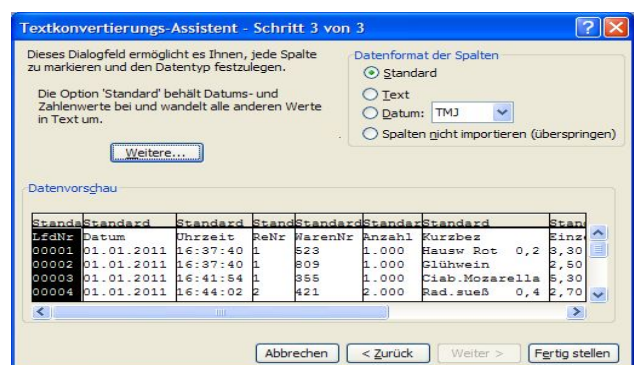 Textkonvertierungs-Assistent - Schritt 3 von 3
Dieses Dialogfeld ermöglicht es Ihnen, jede Spalte
zu markieren und den Datentyp festzulegen.
Die Option 'Standard' behält Datums- und
Zahlenwerte bei und wandelt alle anderen Werte
in Text um.
Weitere...
Datenformat der Spalten
Standard
Text
Datum: TMJ
Spalten nicht importieren (überspringen)
Datenvorschau
Standa Standard Standard Stand Standard Standar Standard Stan
LfdNr Datum Uhrzeit ReNr WarenNr Anzahl Kurzbez Einz
00001 01.01.2011 16:37:40 1 523 1.000 Hausw Rot 0,2 3,30
00002 01.01.2011 16:37:40 1 809 1.000 Glühwein 2,50
00003 01.01.2011 16:41:54 1 355 1.000 Ciab.Mozarella 5,30
00004 01.01.2011 16:44:02 2 421 2.000 Rad.sueß 0,4 2,70
Abbrechen < Zurück Weiter > Fertig stellen